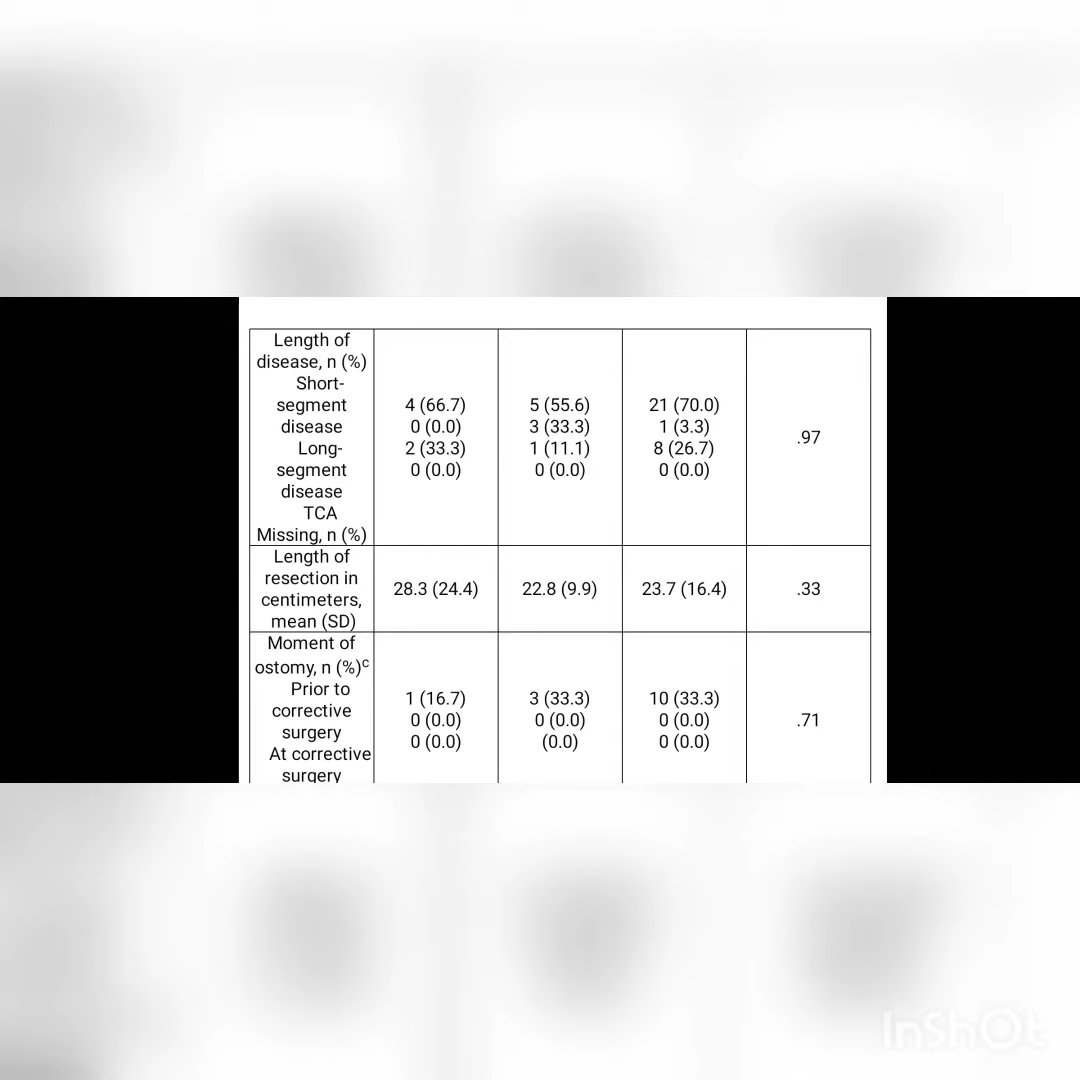 Length of
disease, n (%)
Short-
segment
disease
Long-
segment
disease
TCA
Missing, n (%)
4 (66.7)
0 (0.0)
2 (33.3)
0 (0.0)
5 (55.6)
3 (33.3)
1 (11.1)
0 (0.0)
21 (70.0)
1 (3.3)
8 (26.7)
0 (0.0)
.97
Length of
resection in
centimeters,
mean (SD)
28.3 (24.4)
22.8 (9.9)
23.7 (16.4)
.33
Moment of
ostomy, n (%)ᶜ
Prior to
corrective
surgery
At corrective
surgery
1 (16.7)
0 (0.0)
0 (0.0)
3 (33.3)
0 (0.0)
(0.0)
10 (33.3)
0 (0.0)
0 (0.0)
.71
InShOt